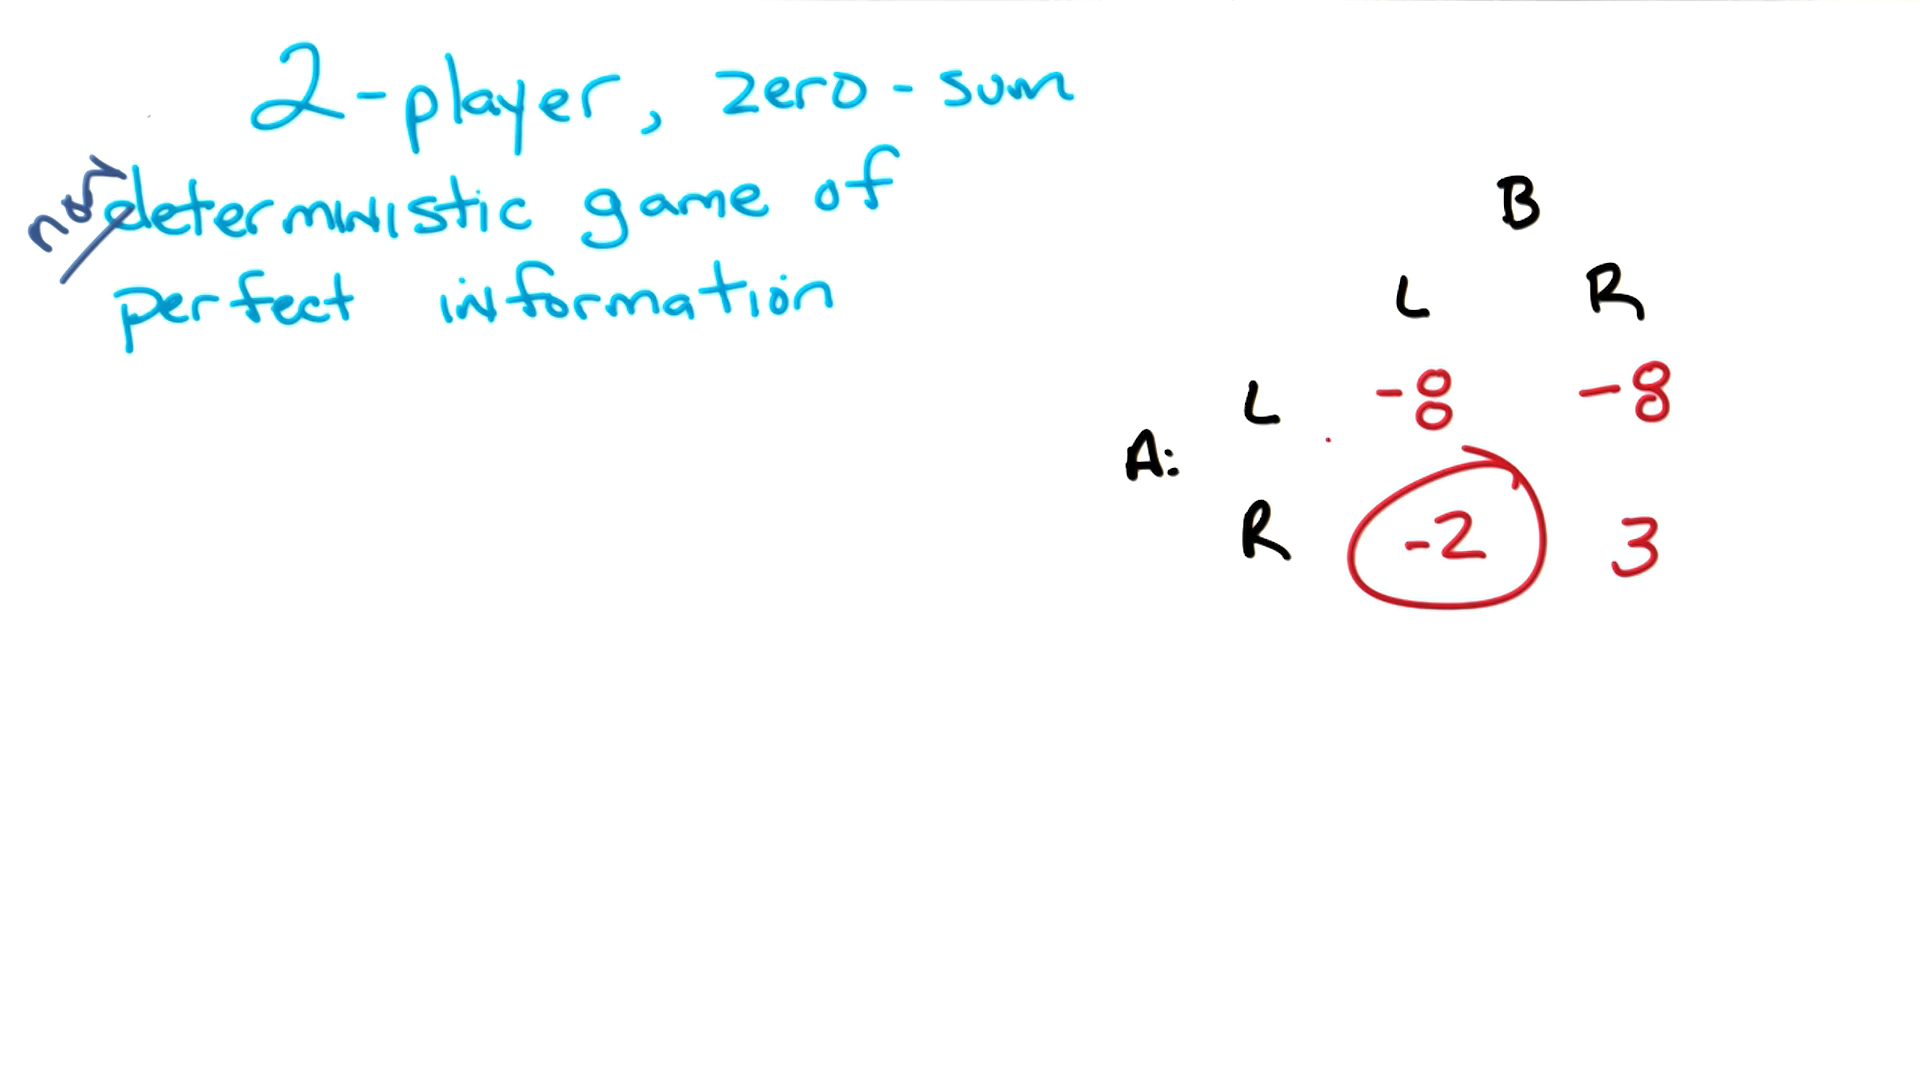 2-player, zero-sum
non deterministic game of
perfect information
B
L R
L -8 -8
A:
R -2 3